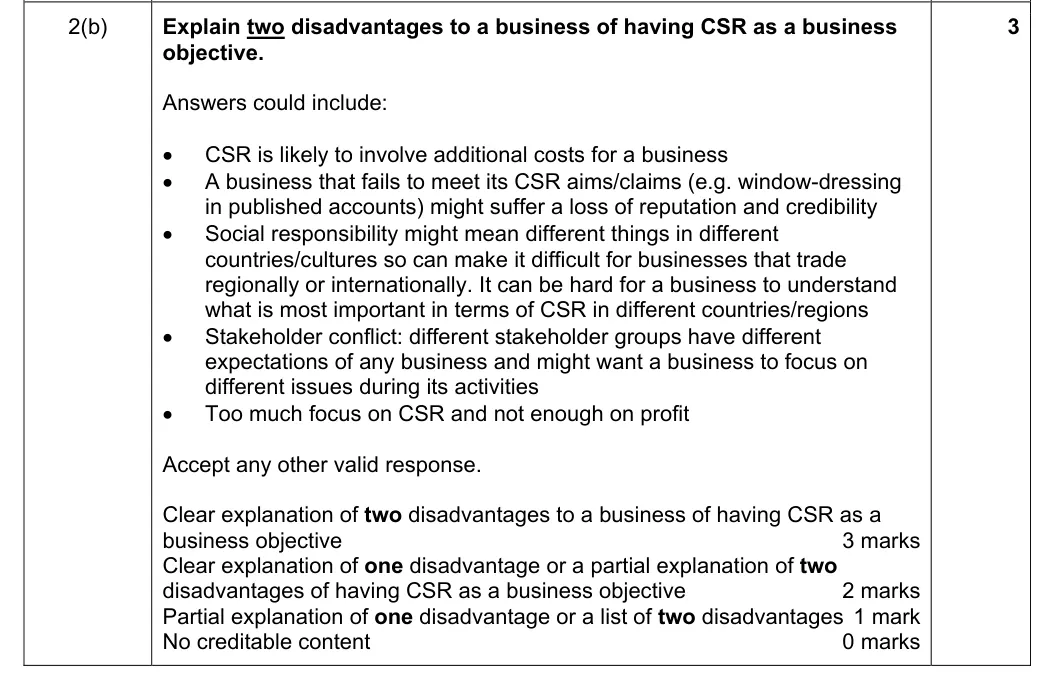 2(b)
Explain two disadvantages to a business of having CSR as a business
objective.
3
Answers could include:
• CSR is likely to involve additional costs for a business
• A business that fails to meet its CSR aims/claims (e.g. window-dressing
in published accounts) might suffer a loss of reputation and credibility
• Social responsibility might mean different things in different
countries/cultures so can make it difficult for businesses that trade
regionally or internationally. It can be hard for a business to understand
what is most important in terms of CSR in different countries/regions
• Stakeholder conflict: different stakeholder groups have different
expectations of any business and might want a business to focus on
different issues during its activities
• Too much focus on CSR and not enough on profit
Accept any other valid response.
Clear explanation of two disadvantages to a business of having CSR as a
business objective 3 marks
Clear explanation of one disadvantage or a partial explanation of two
disadvantages of having CSR as a business objective 2 marks
Partial explanation of one disadvantage or a list of two disadvantages 1 mark
No creditable content 0 marks